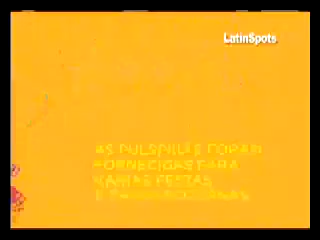 LatinSpots
AS PULSEIRAS FORAM
FORNECIDAS PARA
VÁRIAS FESTAS
E